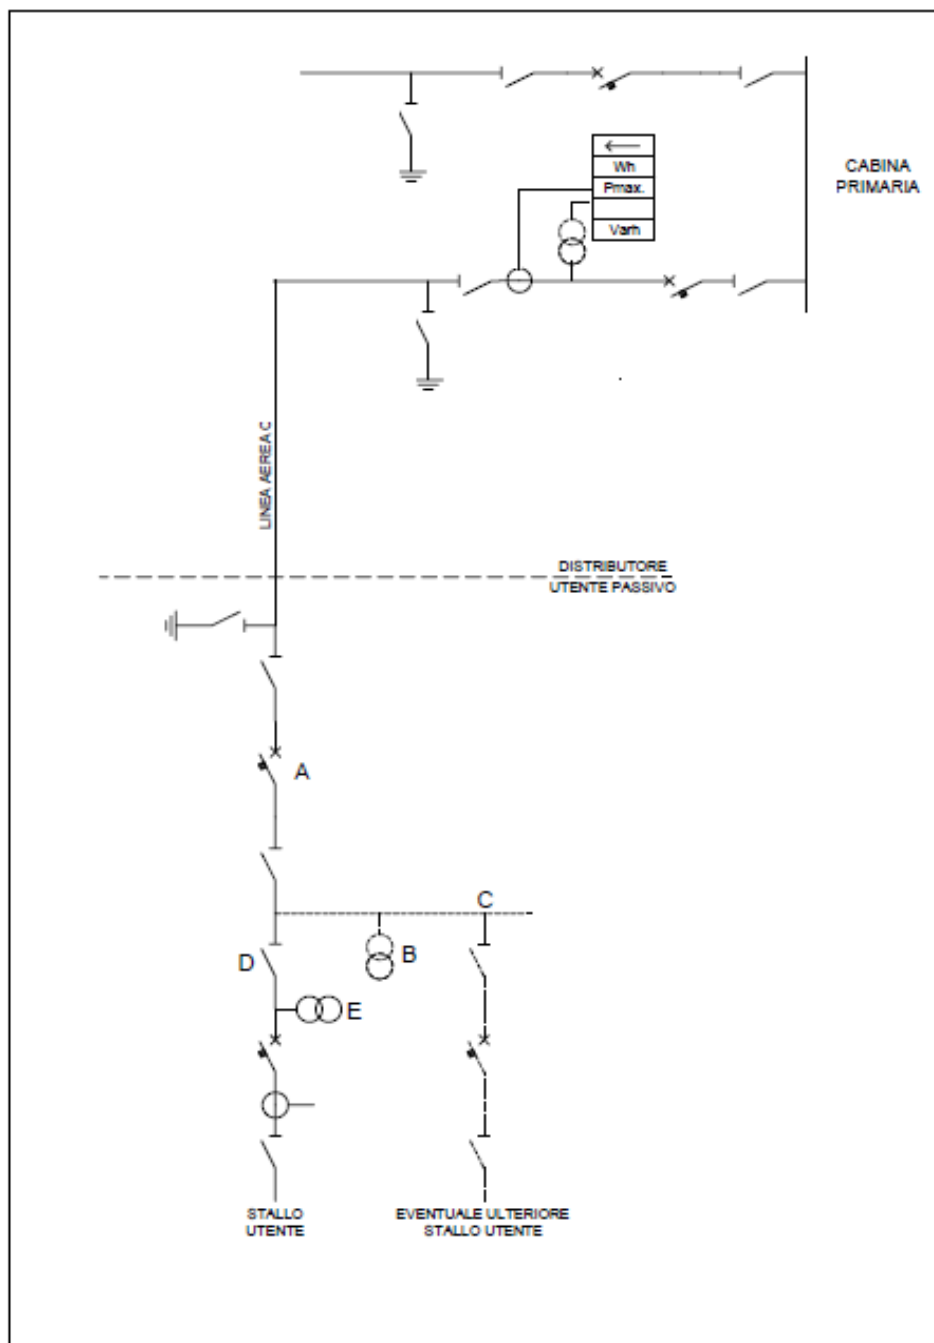 Wh
Pmax.
Varh
CABINA
PRIMARIA
LINEA AEREA C
DISTRIBUTORE
UTENTE PASSIVO
A
C
D
B
E
STALLO
UTENTE
EVENTUALE ULTERIORE
STALLO UTENTE